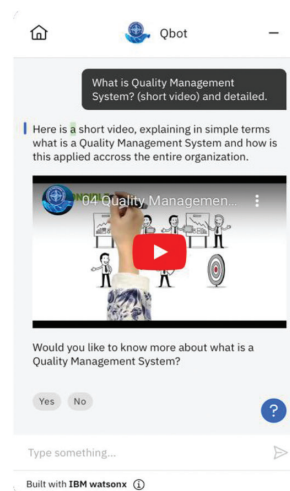 Qbot
What is Quality Management
System? (short video) and detailed.
Here is a short video, explaining in simple terms
what is a Quality Management System and how is
this applied accross the entire organization.
04 Quality Managemen...
Would you like to know more about what is a
Quality Management System?
Yes No
?
Type something...
Built with IBM watsonx